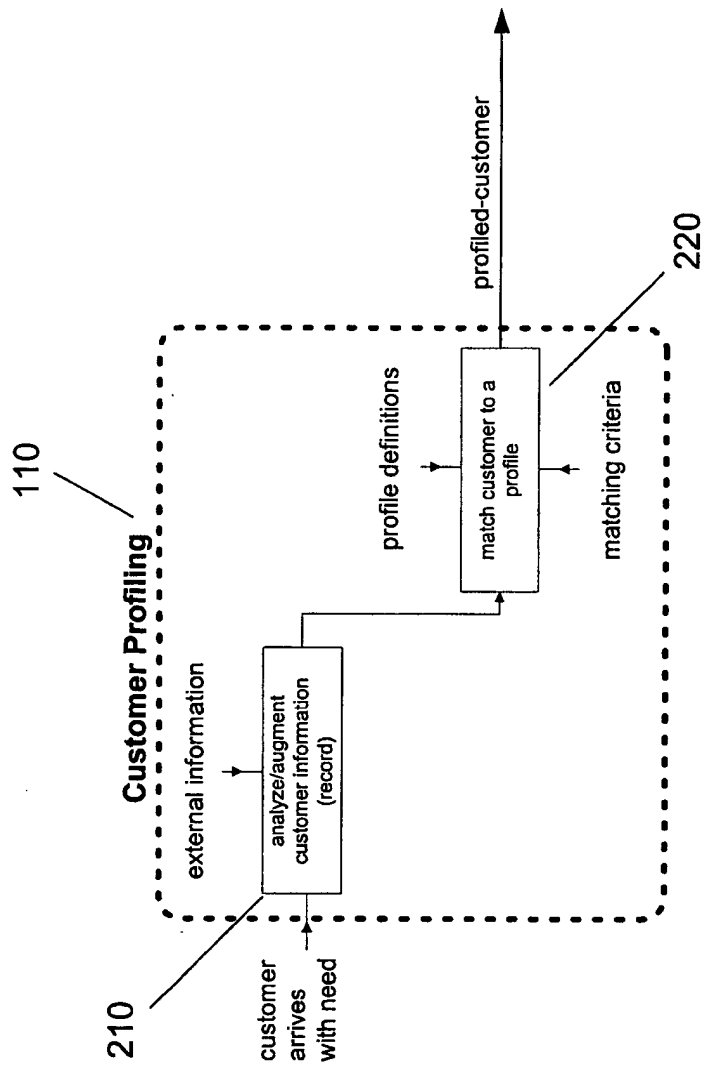 110
Customer Profiling
210
customer
arrives
with need
external information
analyze/augment
customer information
(record)
profile definitions
match customer to a
profile
matching criteria
220
profiled-customer